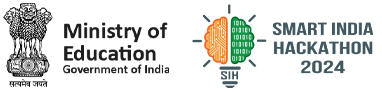 Ministry of
Education
Government of India
सत्यमेव जयते
SIH
SMART INDIA
HACKATHON
2024